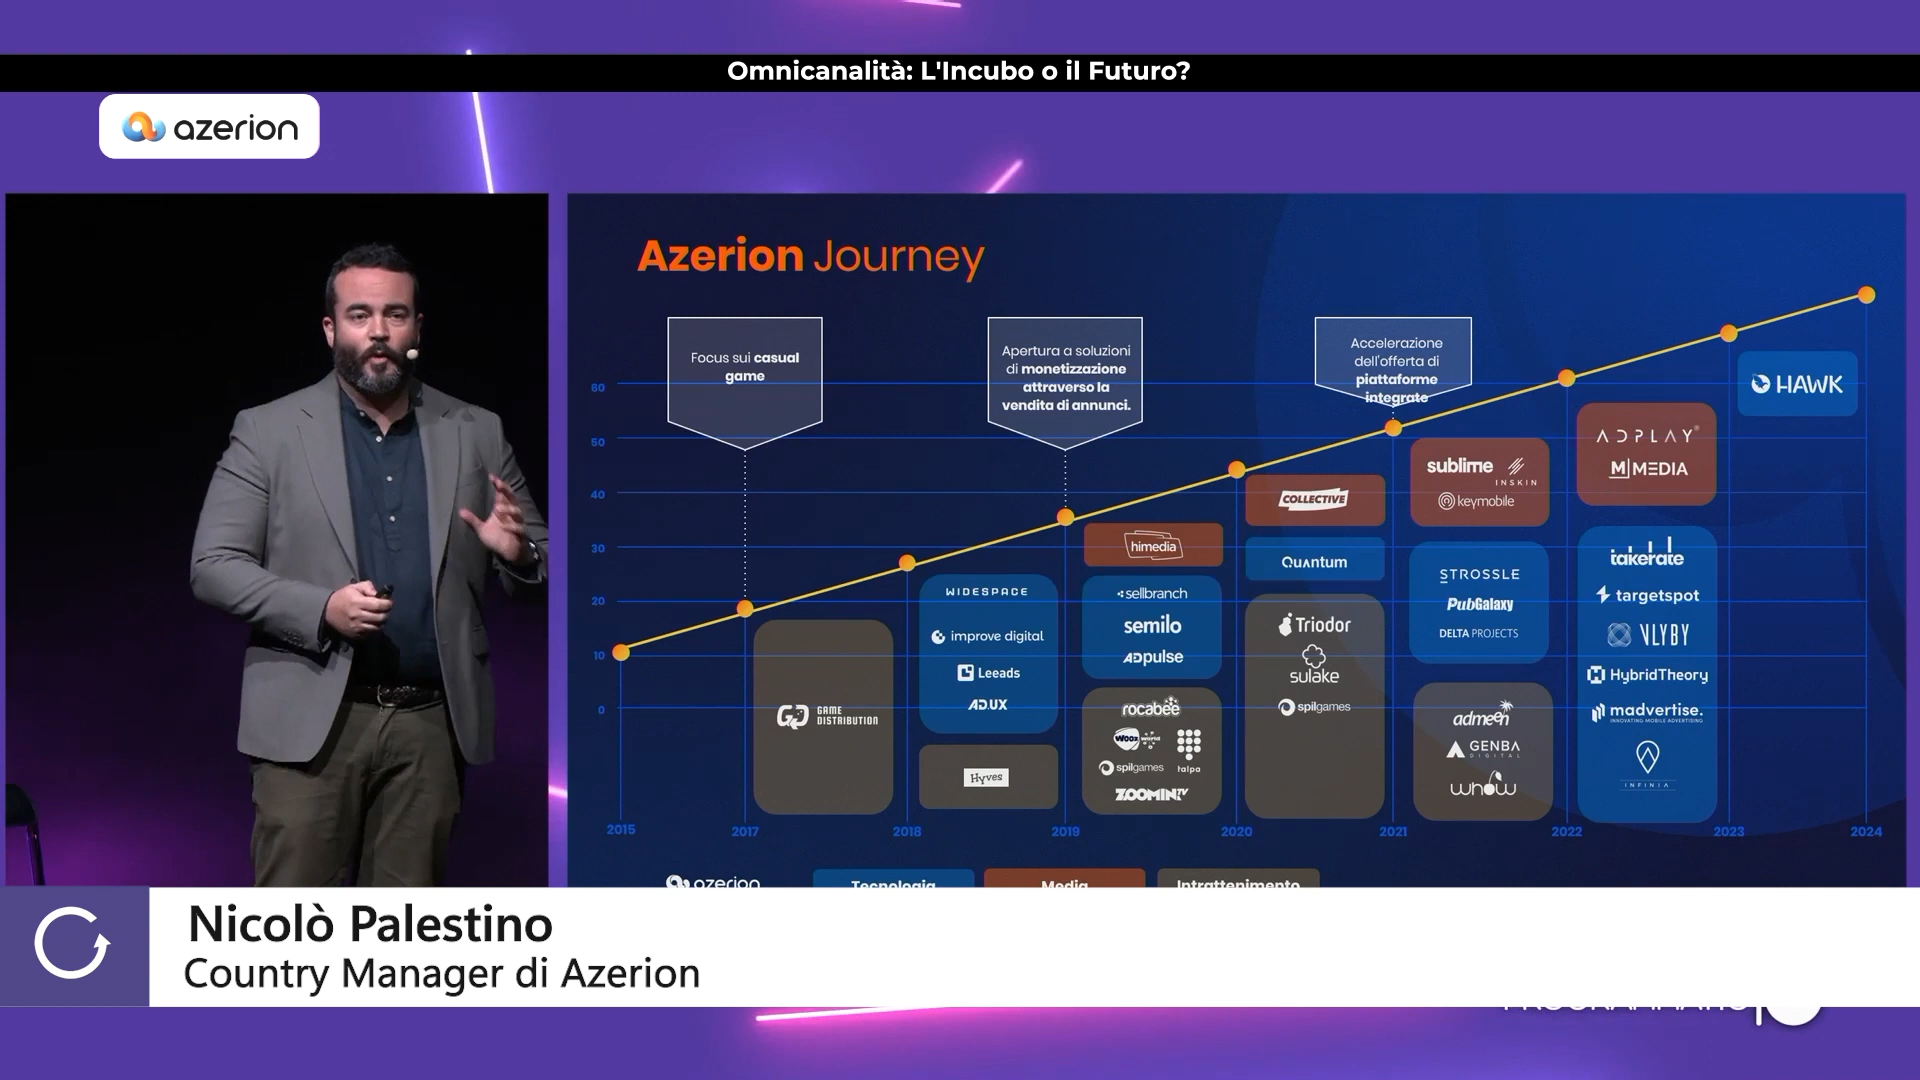 Omnicanalità: L'Incubo o il Futuro?
azerion
Azerion Journey
Focus sui casual
game
Apertura a soluzioni
di monetizzazione
attraverso la
vendita di annunci.
Accelerazione
dell'offerta di
piattaforme
integrate
60
50
40
30
20
10
0
GAME
DISTRIBUTION
WIDESPACE
improve digital
Leeads
AD.UX
Hyves
himedia
sellbranch
semilo
ADpulse
rocabee
Woozworld
spilgames
talpa
ZOOMIN.TV
COLLECTIVE
Quantum
Triodor
sulake
spilgames
sublime
INSKIN
keymobile
STROSSLE
PubGalaxy
DELTA PROJECTS
admeen
GENBA
DIGITAL
whow
ADPLAY
M|MEDIA
takerate
targetspot
VLYBY
HybridTheory
madvertise.
INNOVATING MOBILE ADVERTISING
INFINIA
HAWK
2015
2017
2018
2019
2020
2021
2022
2023
2024
azerion
Tecnologia
Media
Intrattenimento
Nicolò Palestino
Country Manager di Azerion